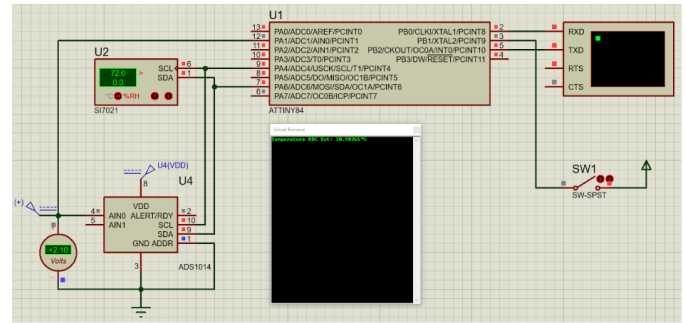 U1
13 PA0/ADC0/AREF/PCINT0
12 PA1/ADC1/AIN0/PCINT1
11 PA2/ADC2/AIN1/PCINT2
10 PA3/ADC3/T0/PCINT3
9 PA4/ADC4/USCK/SCL/T1/PCINT4
8 PA5/ADC5/DO/MISO/OC1B/PCINT5
7 PA6/ADC6/MOSI/SDA/OC1A/PCINT6
6 PA7/ADC7/OC0B/ICP/PCINT7
PB0/CLKI/XTAL1/PCINT8 2
PB1/XTAL2/PCINT9 3
PB2/CKOUT/OC0A/INT0/PCINT10 5
PB3/DW/RESET/PCINT11 4
ATTINY84
RXD
TXD
RTS
CTS
U2
72.0
0.0
°C %RH
SCL 6
SDA 1
SI7021
Virtual Terminal
U4(VDD)
8
U4
(+)
VDD
4 AIN0 ALERT/RDY 2
5 AIN1 SCL 10
SDA 9
GND ADDR 1
3
ADS1014
+2.10
Volts
SW1
SW-SPST